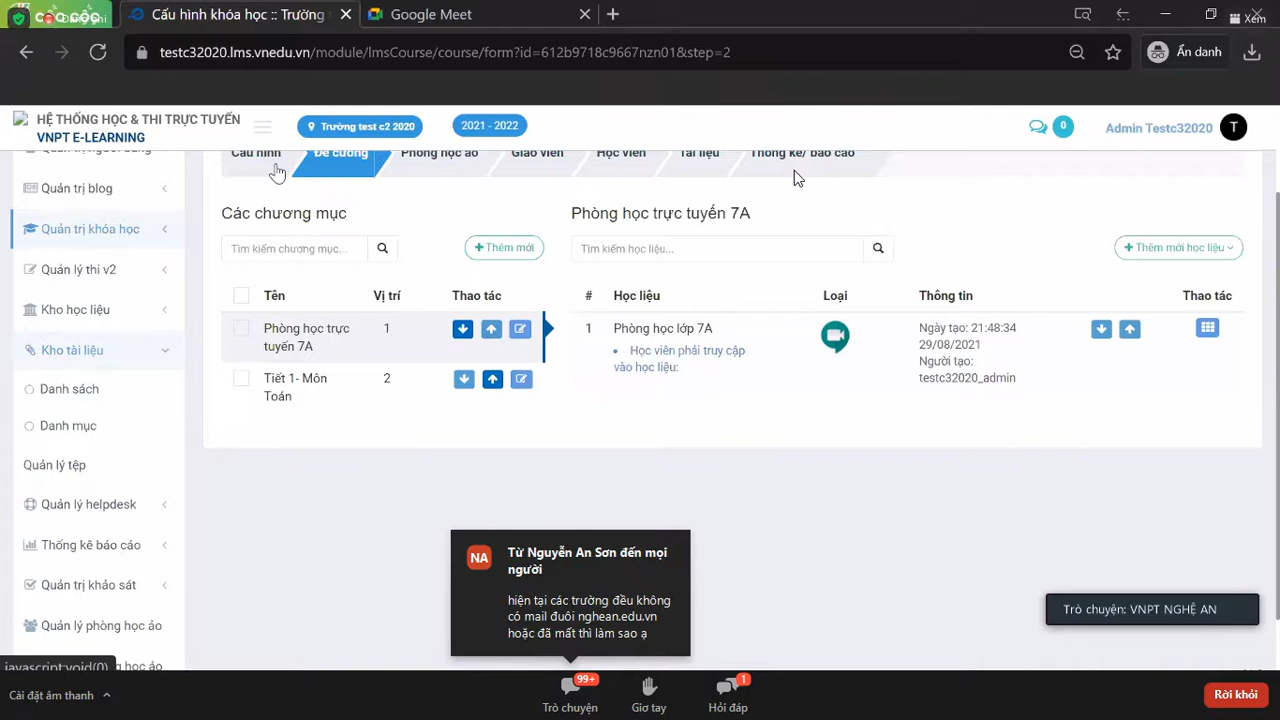 Cấu hình khóa học :: Trường
Google Meet
Xem
testc32020.lms.vnedu.vn/module/lmsCourse/course/form?id=612b9718c9667nzn01&step=2
Ẩn danh
HỆ THỐNG HỌC & THI TRỰC TUYẾN
VNPT E-LEARNING
Trường test c2 2020
2021 - 2022
0
Admin Testc32020
T
Cấu hình
Đề cương
Phòng học ảo
Giáo viên
Học viên
Tài liệu
Thống kê/ báo cáo
Quản trị blog
Quản trị khóa học
Quản lý thi v2
Kho học liệu
Kho tài liệu
Danh sách
Danh mục
Quản lý tệp
Quản lý helpdesk
Thống kê báo cáo
Quản trị khảo sát
Quản lý phòng học ảo
học ảo
javascript:void(0)
Các chương mục
Tìm kiếm chương mục...
Thêm mới
Tên
Vị trí
Thao tác
Phòng học trực
tuyến 7A
1
Tiết 1- Môn
Toán
2
Phòng học trực tuyến 7A
Tìm kiếm học liệu...
Thêm mới học liệu
#
Học liệu
Loại
Thông tin
Thao tác
1
Phòng học lớp 7A
Học viên phải truy cập
vào học liệu:
Ngày tạo: 21:48:34
29/08/2021
Người tạo:
testc32020_admin
NA
Từ Nguyễn An Sơn đến mọi
người
hiện tại các trường đều không
có mail đuôi nghean.edu.vn
hoặc đã mất thì làm sao ạ
Trò chuyện: VNPT NGHỆ AN
Cài đặt âm thanh
99+
Trò chuyện
Giơ tay
1
Hỏi đáp
Rời khỏi